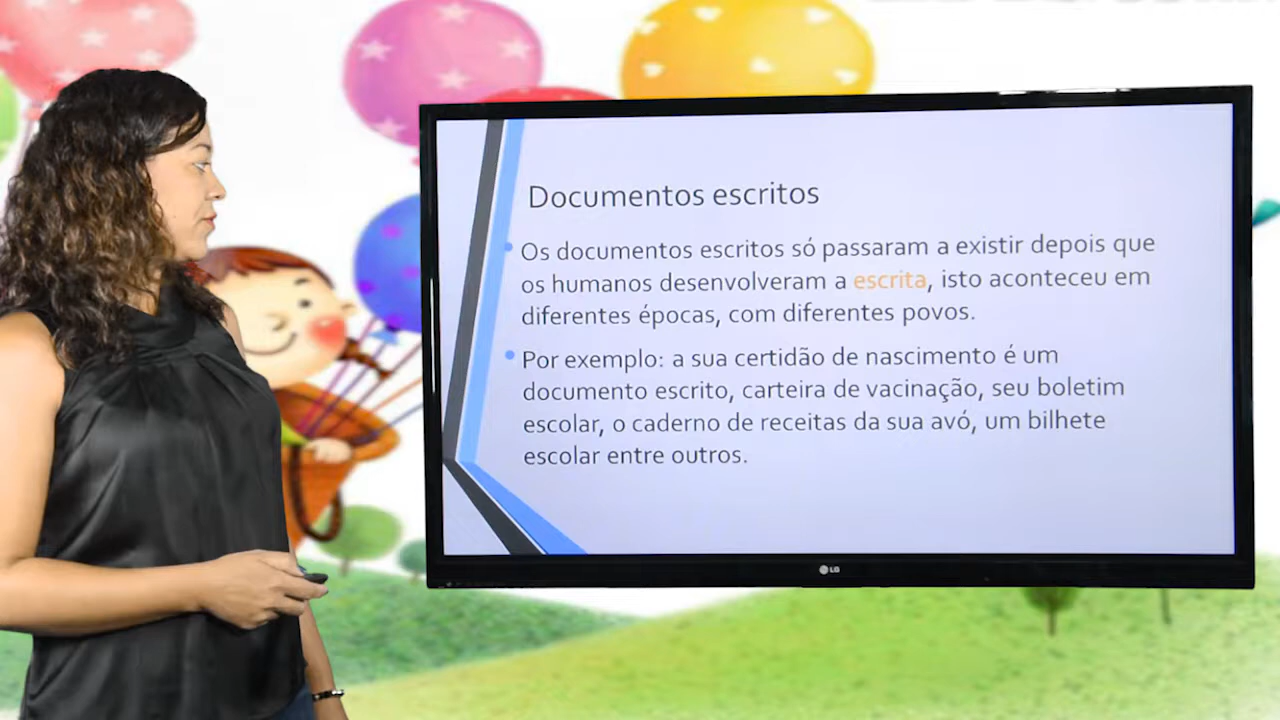 Documentos escritos
Os documentos escritos só passaram a existir depois que
os humanos desenvolveram a escrita, isto aconteceu em
diferentes épocas, com diferentes povos.
Por exemplo: a sua certidão de nascimento é um
documento escrito, carteira de vacinação, seu boletim
escolar, o caderno de receitas da sua avó, um bilhete
escolar entre outros.
LG